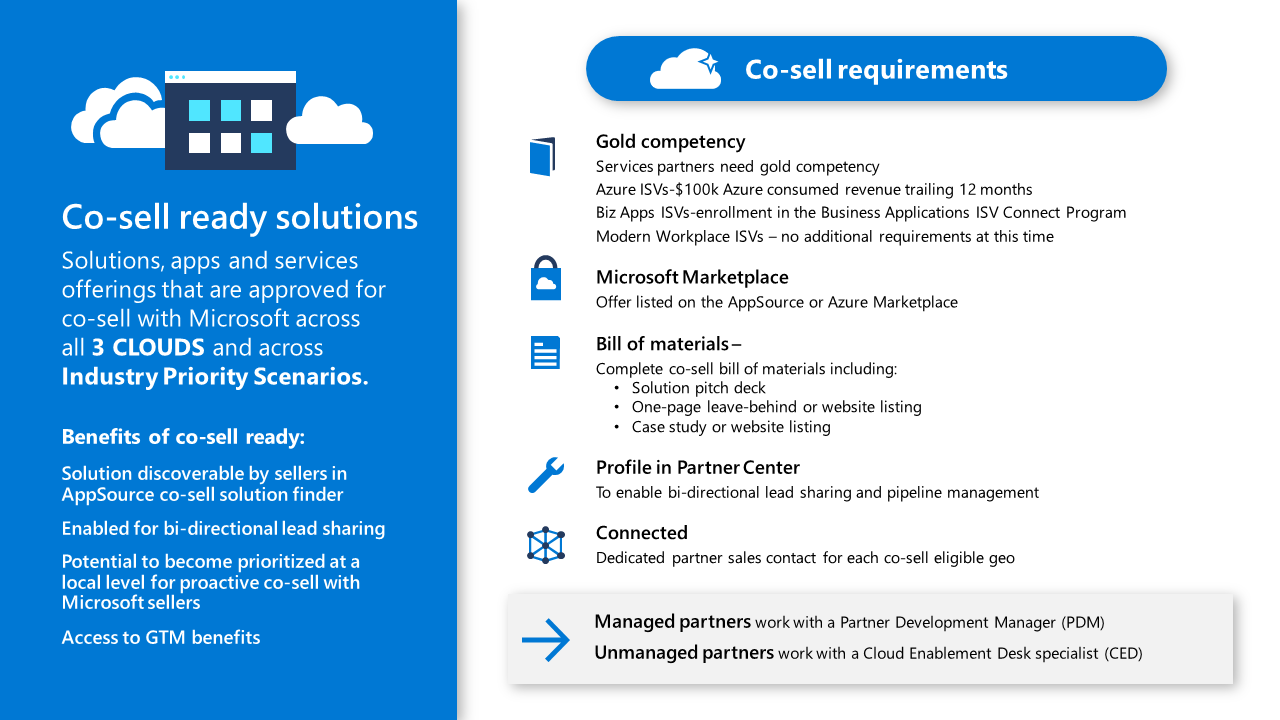 Co-sell ready solutions
Solutions, apps and services
offerings that are approved for
co-sell with Microsoft across
all 3 CLOUDS and across
Industry Priority Scenarios.
Benefits of co-sell ready:
Solution discoverable by sellers in
AppSource co-sell solution finder
Enabled for bi-directional lead sharing
Potential to become prioritized at a
local level for proactive co-sell with
Microsoft sellers
Access to GTM benefits
Co-sell requirements
Gold competency
Services partners need gold competency
Azure ISVs-$100k Azure consumed revenue trailing 12 months
Biz Apps ISVs-enrollment in the Business Applications ISV Connect Program
Modern Workplace ISVs – no additional requirements at this time
Microsoft Marketplace
Offer listed on the AppSource or Azure Marketplace
Bill of materials –
Complete co-sell bill of materials including:
• Solution pitch deck
• One-page leave-behind or website listing
• Case study or website listing
Profile in Partner Center
To enable bi-directional lead sharing and pipeline management
Connected
Dedicated partner sales contact for each co-sell eligible geo
Managed partners work with a Partner Development Manager (PDM)
Unmanaged partners work with a Cloud Enablement Desk specialist (CED)